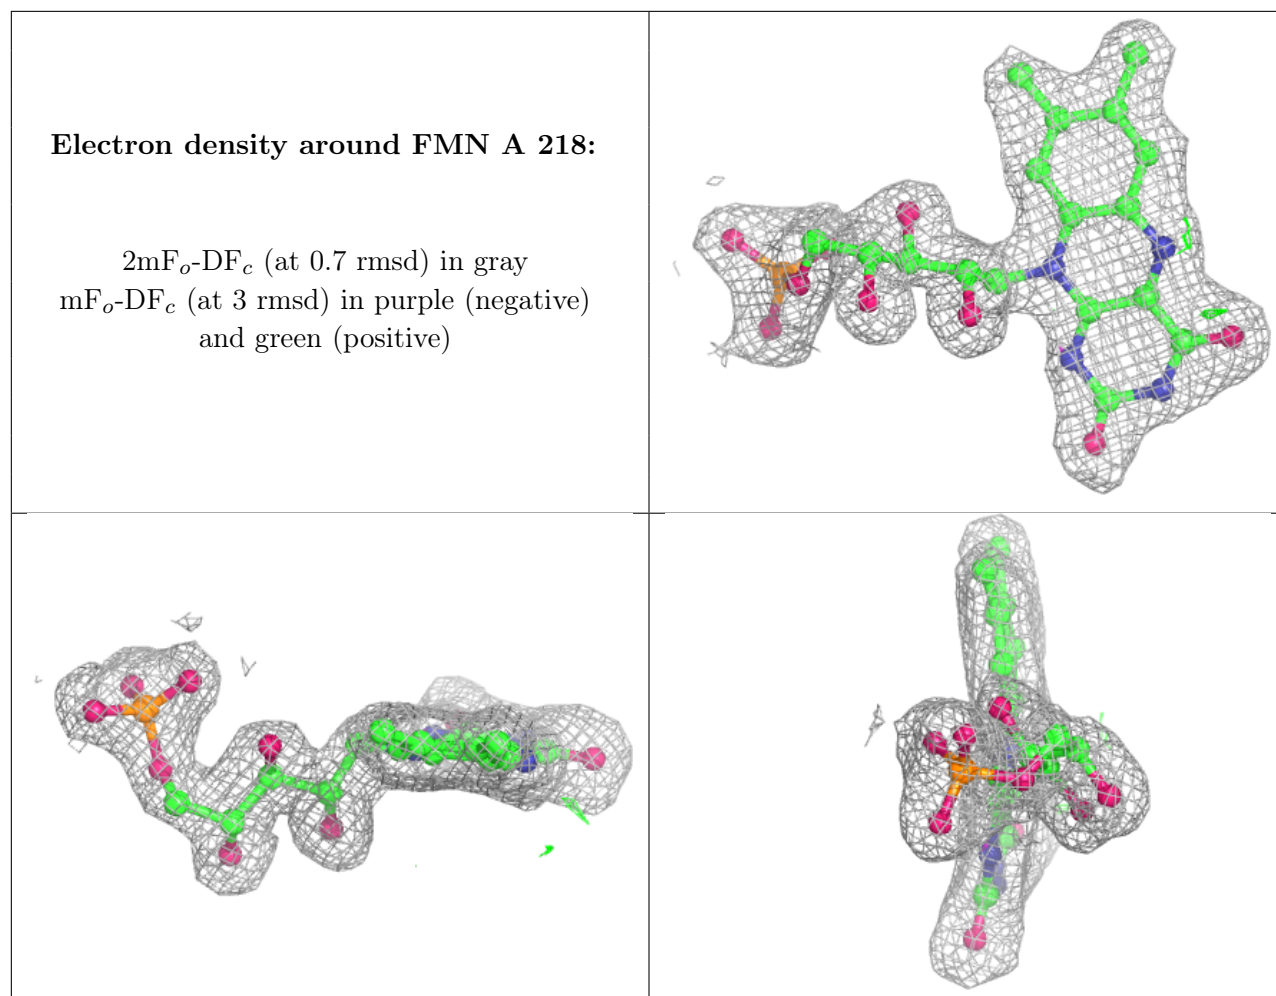 Electron density around FMN A 218:
2mFo-DFc (at 0.7 rmsd) in gray
mFo-DFc (at 3 rmsd) in purple (negative)
and green (positive)